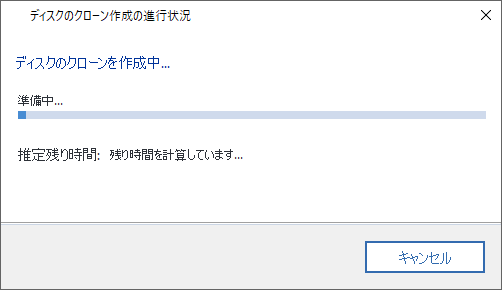 ディスクのクローン作成の進行状況
ディスクのクローンを作成中...
準備中...
推定残り時間: 残り時間を計算しています...
キャンセル